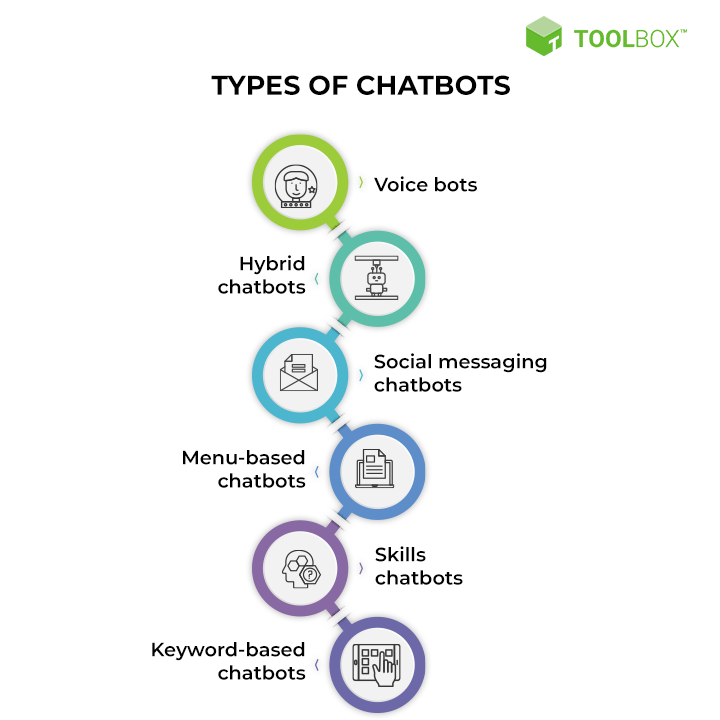 TOOLBOX™
TYPES OF CHATBOTS
Voice bots
Hybrid
chatbots
Social messaging
chatbots
Menu-based
chatbots
Skills
chatbots
?
Keyword-based
chatbots